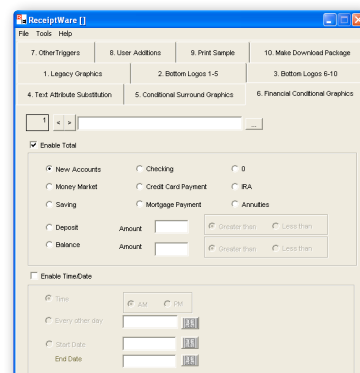 ReceiptWare []
File Tools Help
7. OtherTriggers 8. User Additions 9. Print Sample 10. Make Download Package
1. Legacy Graphics 2. Bottom Logos 1-5 3. Bottom Logos 6-10
4. Text Attribute Substitution 5. Conditional Surround Graphics 6. Financial Conditional Graphics
1 < > ...
Enable Total
New Accounts Checking 0
Money Market Credit Card Payment IRA
Saving Mortgage Payment Annuities
Deposit Amount Greater than Less than
Balance Amount Greater than Less than
Enable Time/Date
Time AM PM
Every other day
Start Date
End Date